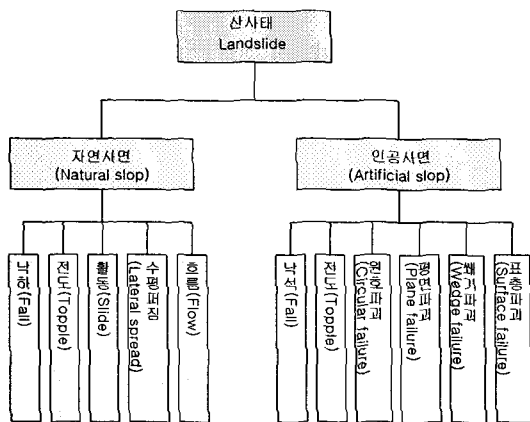 산사태
Landslide
자연사면
(Natural slop)
인공사면
(Artificial slop)
낙하(Fall)
전도(Topple)
활동(Slide)
수평퍼짐
(Lateral spread)
흐름(Flow)
낙석(Fall)
전도(Topple)
원호파괴
(Circular failure)
평면파괴
(Plane failure)
쐐기파괴
(Wedge failure)
표층파괴
(Surface failure)